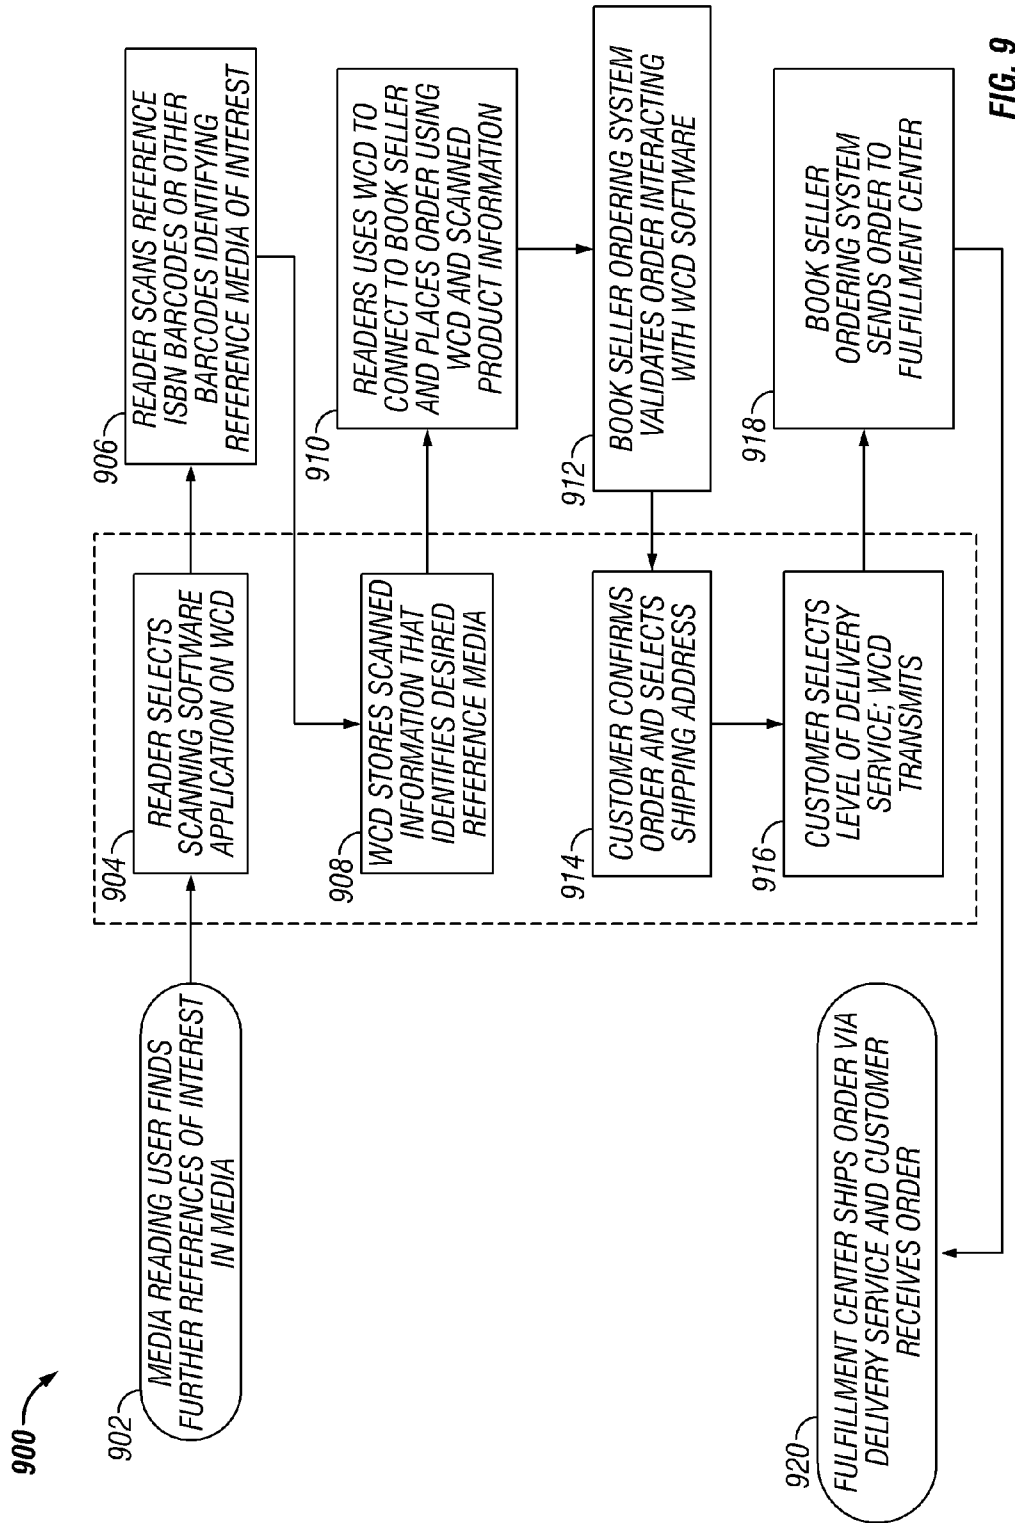 900
902
MEDIA READING USER FINDS
FURTHER REFERENCES OF INTEREST
IN MEDIA
904
READER SELECTS
SCANNING SOFTWARE
APPLICATION ON WCD
906
READER SCANS REFERENCE
ISBN BARCODES OR OTHER
BARCODES IDENTIFYING
REFERENCE MEDIA OF INTEREST
908
WCD STORES SCANNED
INFORMATION THAT
IDENTIFIES DESIRED
REFERENCE MEDIA
910
READERS USES WCD TO
CONNECT TO BOOK SELLER
AND PLACES ORDER USING
WCD AND SCANNED
PRODUCT INFORMATION
912
BOOK SELLER ORDERING SYSTEM
VALIDATES ORDER INTERACTING
WITH WCD SOFTWARE
914
CUSTOMER CONFIRMS
ORDER AND SELECTS
SHIPPING ADDRESS
916
CUSTOMER SELECTS
LEVEL OF DELIVERY
SERVICE; WCD
TRANSMITS
918
BOOK SELLER
ORDERING SYSTEM
SENDS ORDER TO
FULFILLMENT CENTER
920
FULFILLMENT CENTER SHIPS ORDER VIA
DELIVERY SERVICE AND CUSTOMER
RECEIVES ORDER
FIG. 9